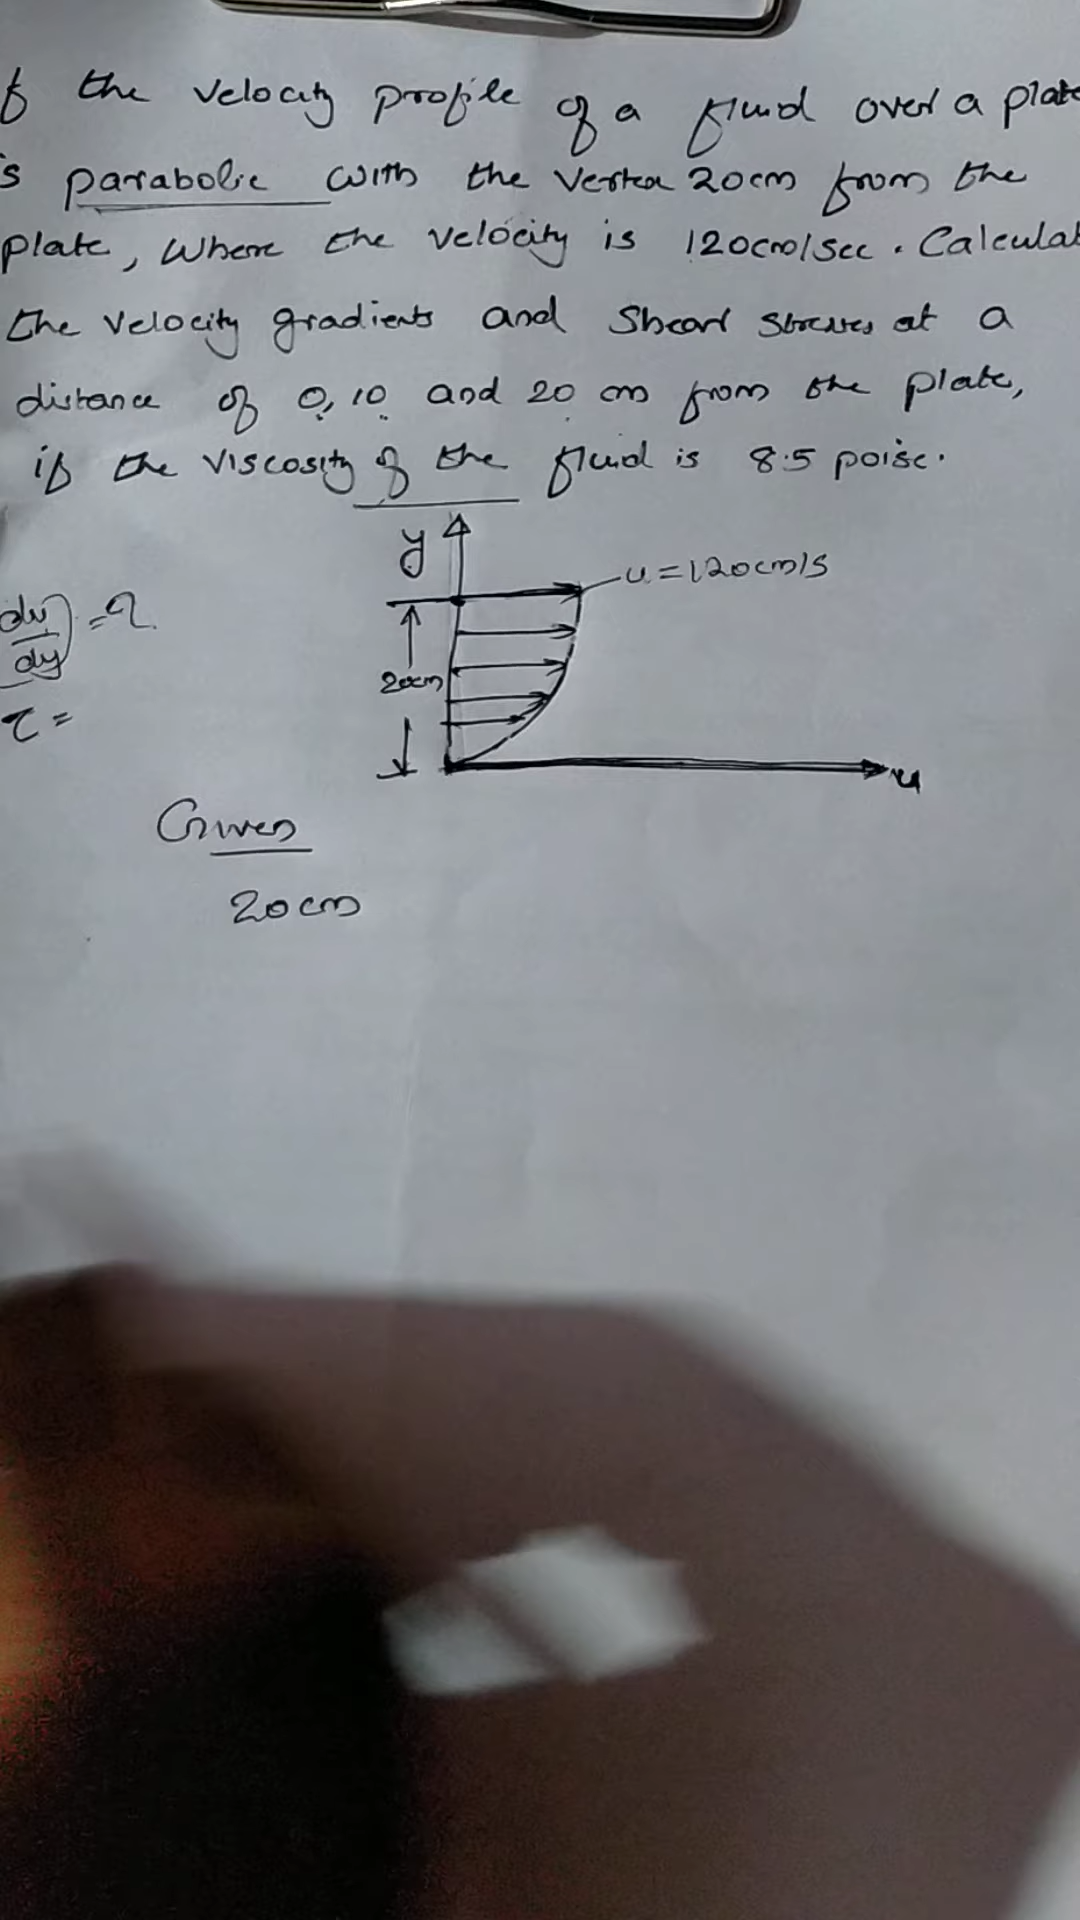 f the velocity profile of a fluid over a plate
s parabolic with the vertex 20cm from the
plate, where the velocity is 120cm/sec. Calculat
the velocity gradients and Shear stresses at a
distance of 0, 10 and 20 cm from the plate,
if the viscosity of the fluid is 8.5 poise.
y
u=120cm/s
du/dy) =?
20cm
τ =
u
Given
20cm